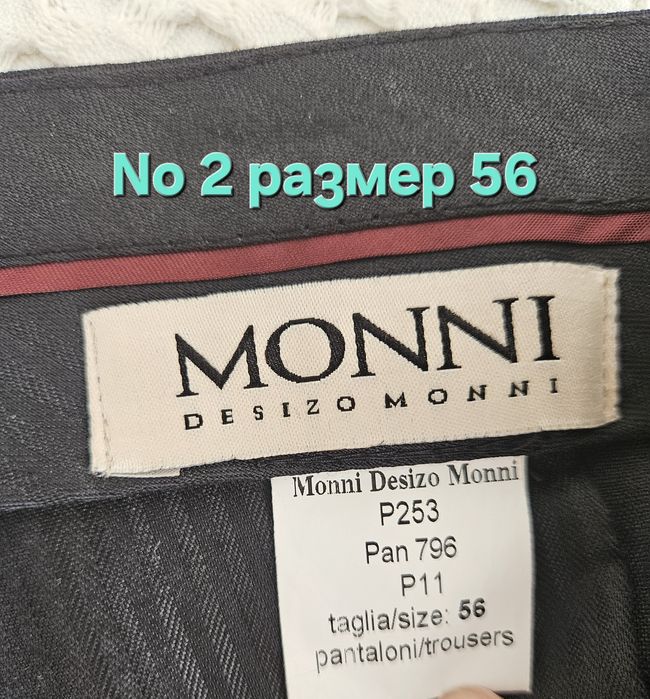 No 2 размер 56
MONNI
DESIZO MONNI
Monni Desizo Monni
P253
Pan 796
P11
taglia/size: 56
pantaloni/trousers